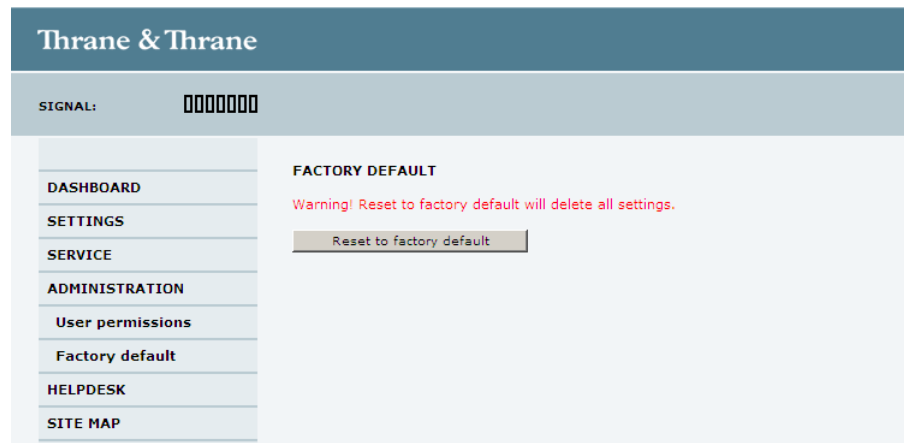 Thrane & Thrane
SIGNAL:
DASHBOARD
SETTINGS
SERVICE
ADMINISTRATION
User permissions
Factory default
HELPDESK
SITE MAP
FACTORY DEFAULT
Warning! Reset to factory default will delete all settings.
Reset to factory default